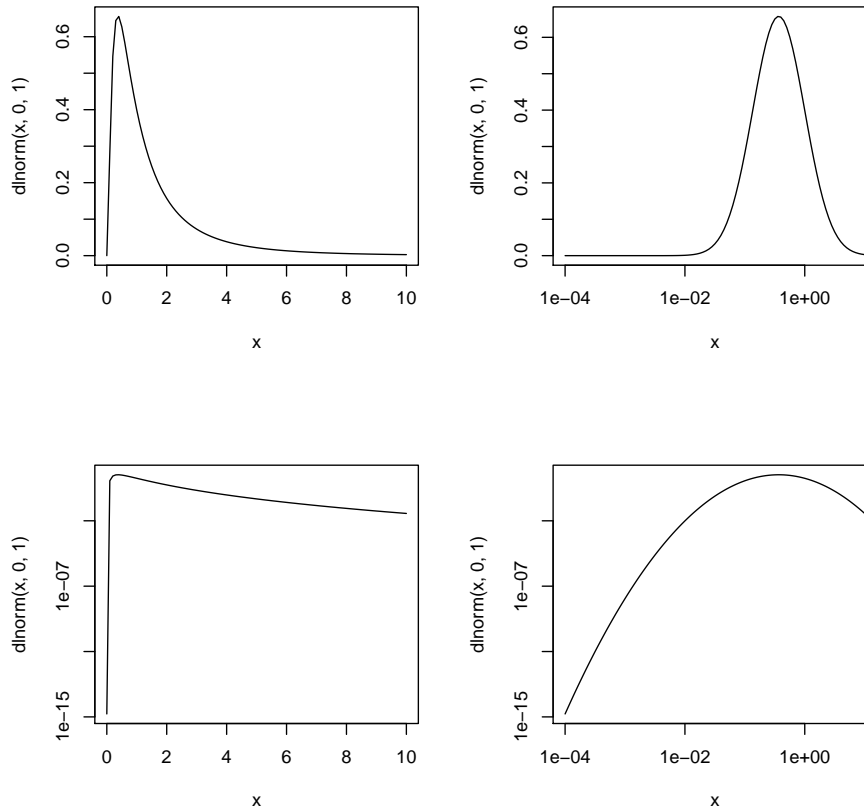 dlnorm(x, 0, 1)
0.6
0.4
0.2
0.0
0 2 4 6 8 10
x
dlnorm(x, 0, 1)
0.6
0.4
0.2
0.0
1e−04 1e−02 1e+00
x
dlnorm(x, 0, 1)
1e−07
1e−15
0 2 4 6 8 10
x
dlnorm(x, 0, 1)
1e−07
1e−15
1e−04 1e−02 1e+00
x